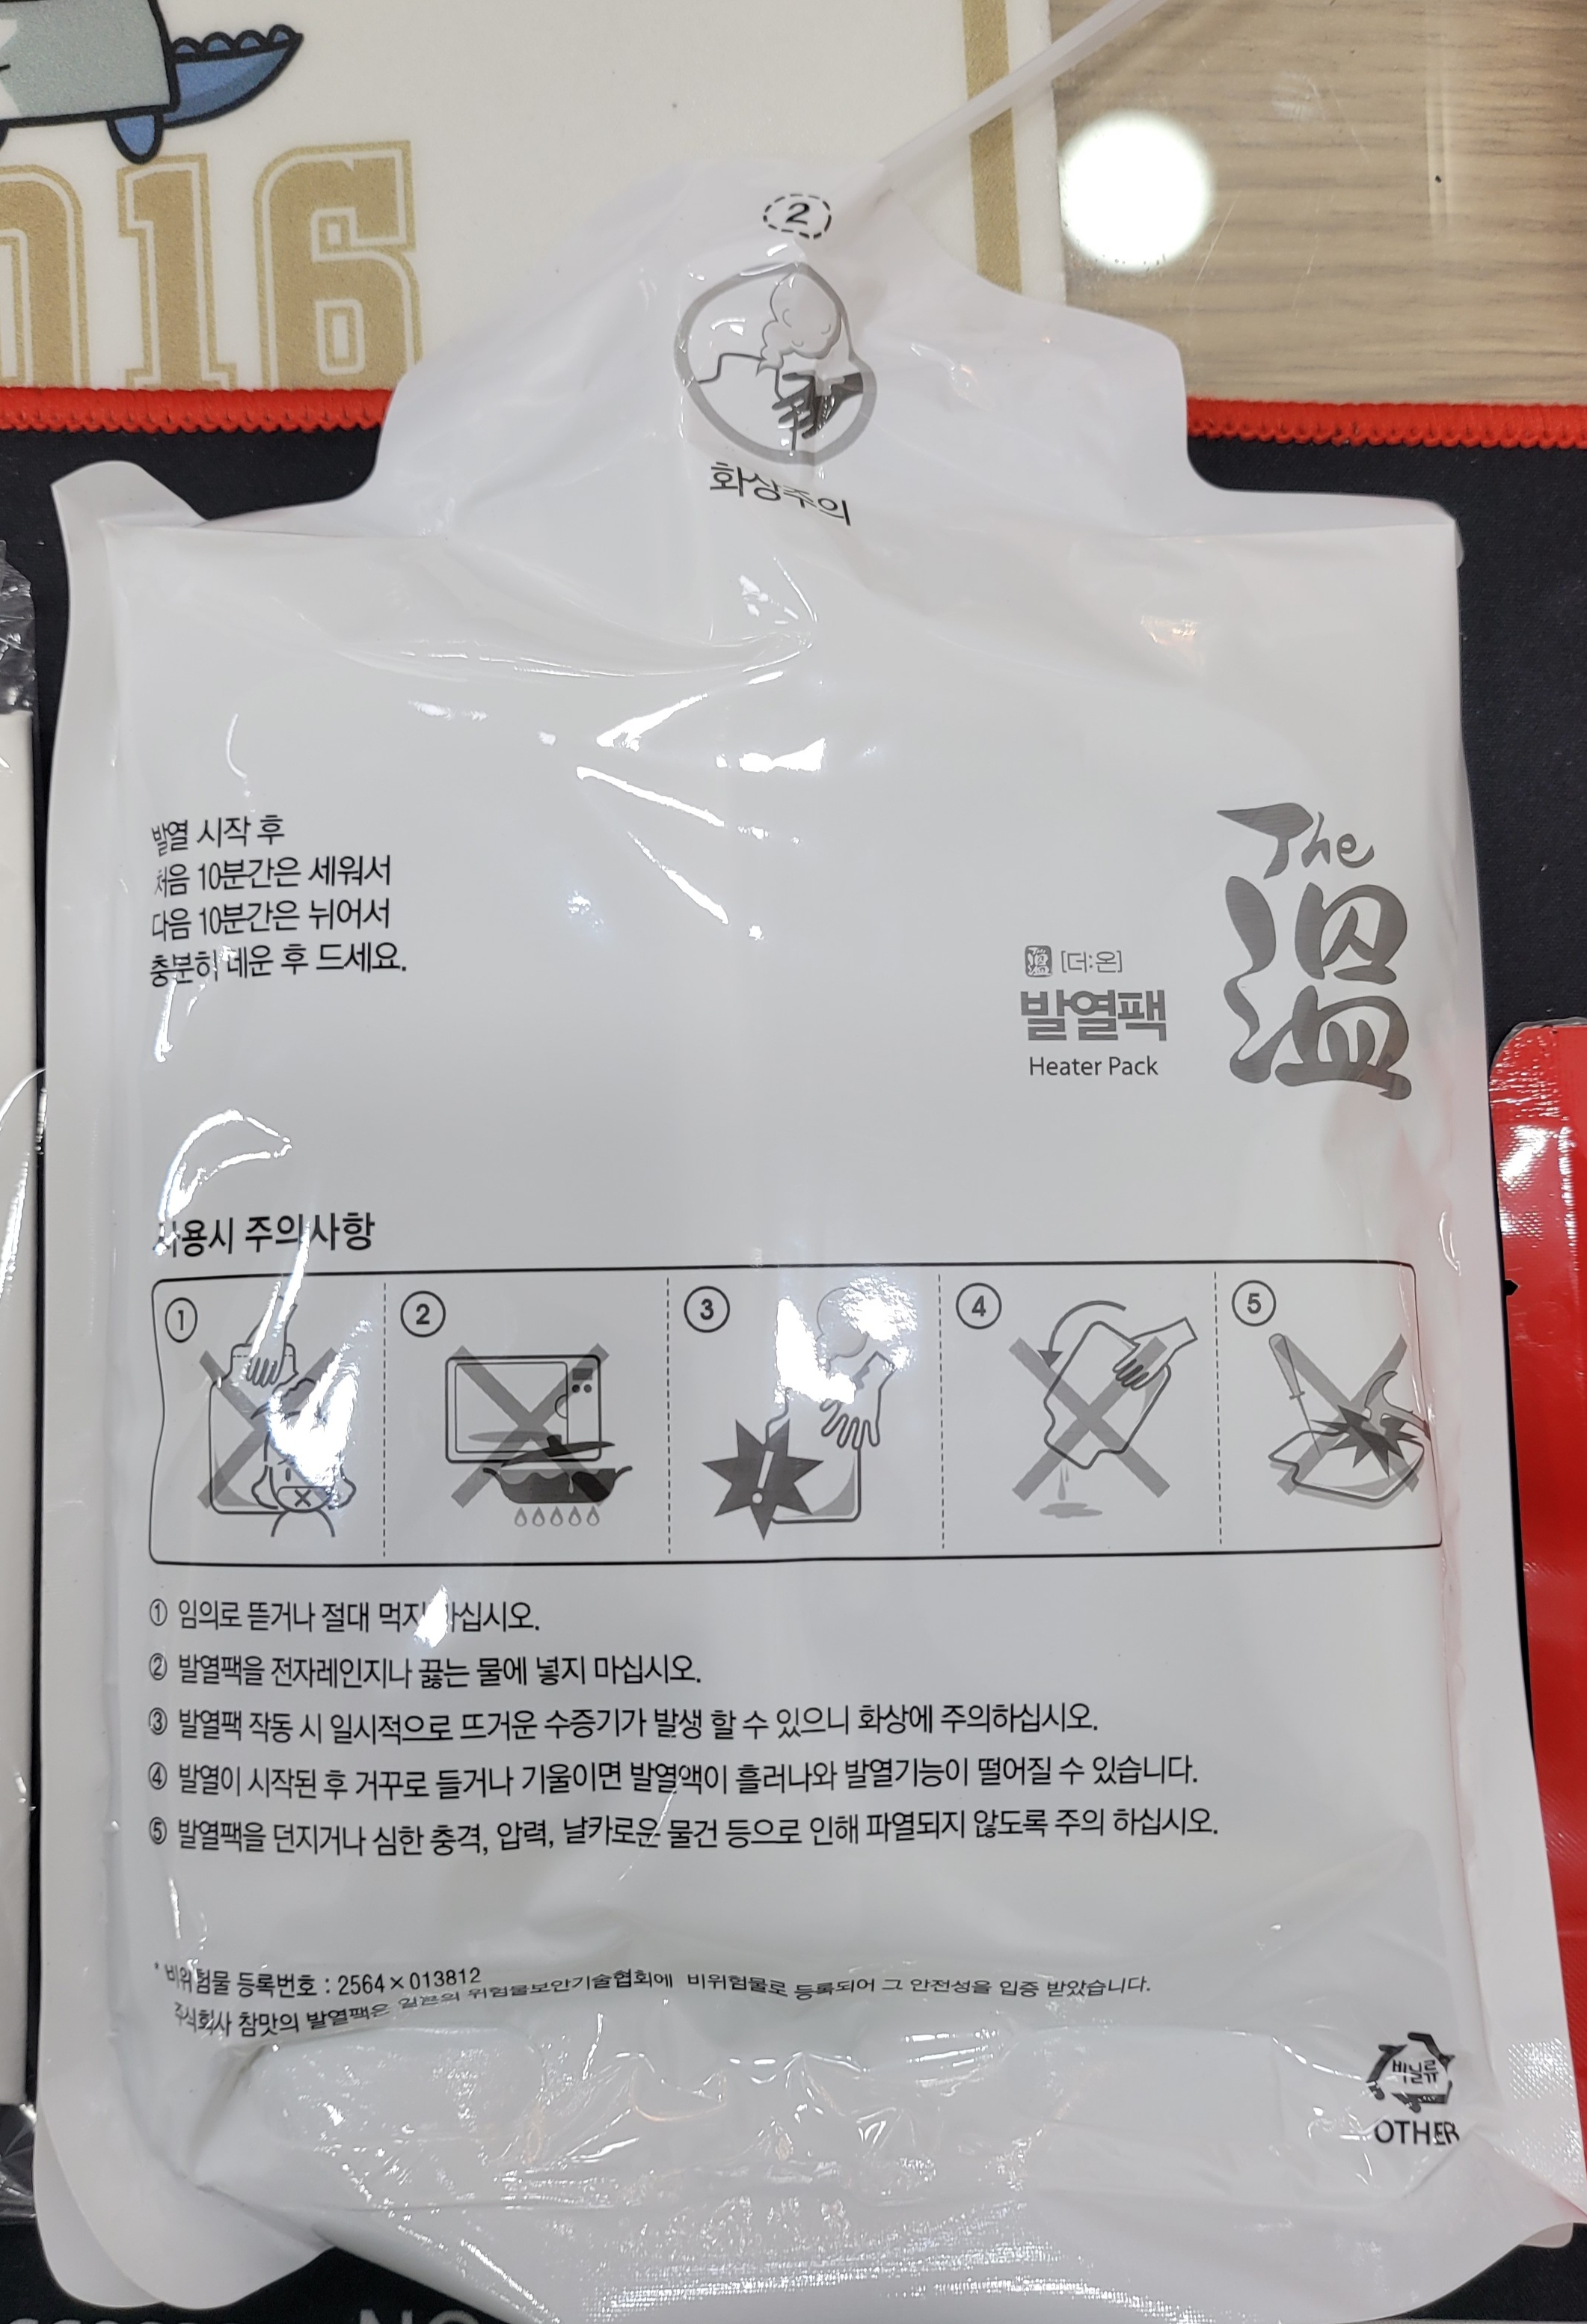 016
2
화상주의
발열 시작 후
처음 10분간은 세워서
다음 10분간은 뉘어서
충분히 데운 후 드세요.
The
溫
[더:온]
발열팩
Heater Pack
사용시 주의사항
1
2
3
4
5
① 임의로 뜯거나 절대 먹지 마십시오.
② 발열팩을 전자레인지나 끓는 물에 넣지 마십시오.
③ 발열팩 작동 시 일시적으로 뜨거운 수증기가 발생 할 수 있으니 화상에 주의하십시오.
④ 발열이 시작된 후 거꾸로 들거나 기울이면 발열액이 흘러나와 발열기능이 떨어질 수 있습니다.
⑤ 발열팩을 던지거나 심한 충격, 압력, 날카로운 물건 등으로 인해 파열되지 않도록 주의 하십시오.
* 비위험물 등록번호 : 2564×013812
주식회사 참맛의 발열팩은 일본의 위험물보안기술협회에 비위험물로 등록되어 그 안전성을 입증 받았습니다.
비닐류
OTHER